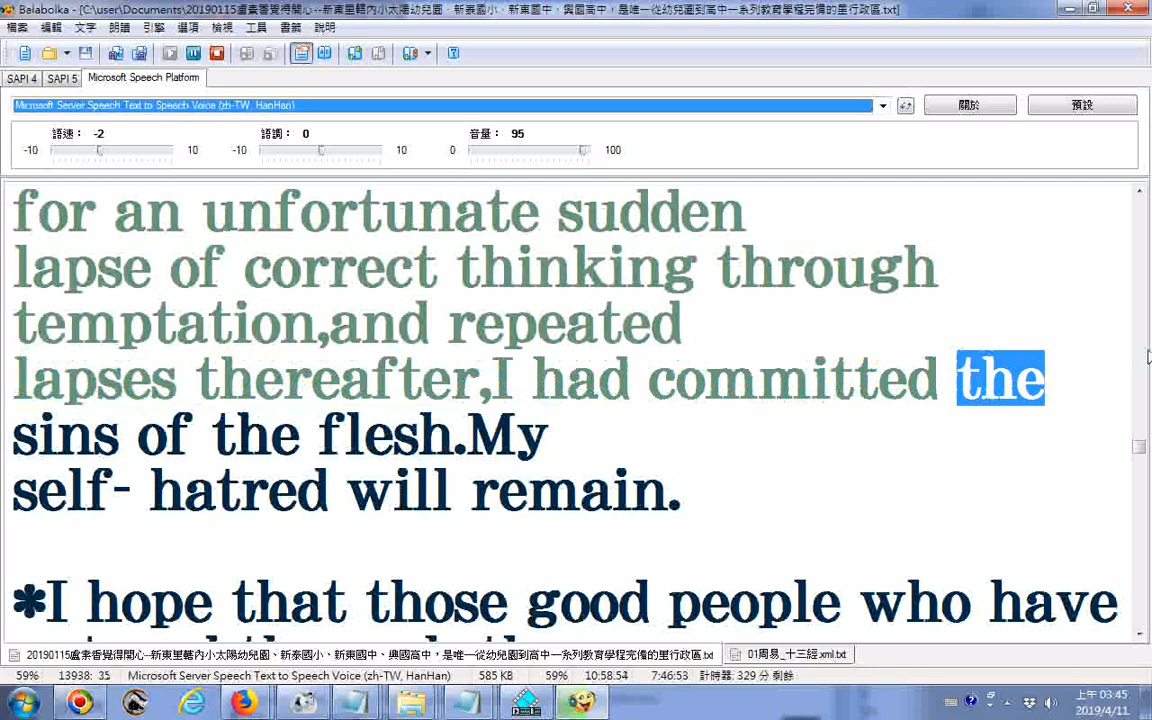 Balabolka - [C:\user\Documents\20190115盧素香覺得開心--新東里轄內小太陽幼兒園、新泰國小、新東國中、興國高中，是唯一從幼兒園到高中一系列教育學程完備的里行政區.txt]
檔案 編輯 文字 朗讀 引擎 選項 檢視 工具 書籤 說明
SAPI 4 SAPI 5 Microsoft Speech Platform
Microsoft Server Speech Text to Speech Voice (zh-TW, HanHan) 關於 預設
語速： -2 語調： 0 音量： 95
-10 10 -10 10 0 100
for an unfortunate sudden
lapse of correct thinking through
temptation,and repeated
lapses thereafter,I had committed the
sins of the flesh.My
self- hatred will remain.
*I hope that those good people who have
20190115盧素香覺得開心--新東里轄內小太陽幼兒園、新泰國小、新東國中、興國高中，是唯一從幼兒園到高中一系列教育學程完備的里行政區.txt 01周易_十三經.xml.txt
59% 13938: 35 Microsoft Server Speech Text to Speech Voice (zh-TW, HanHan) 585 KB 59% 10:58.54 7:46:53 計時器: 329 分 剩餘
上午 03:45
2019/4/11